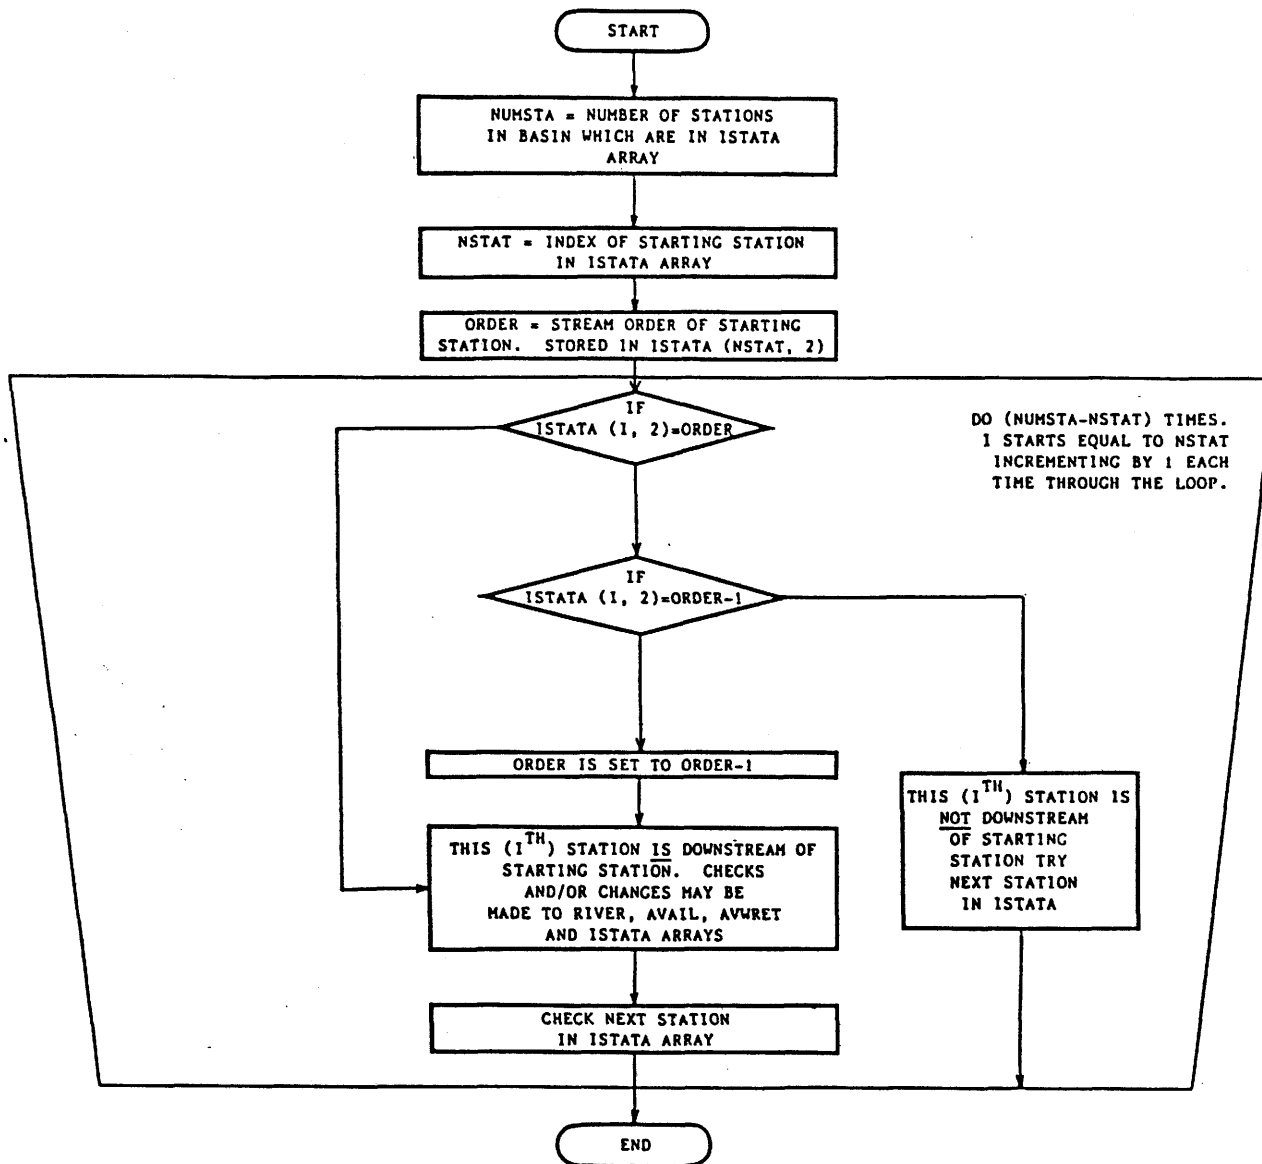 START
NUMSTA = NUMBER OF STATIONS
IN BASIN WHICH ARE IN ISTATA
ARRAY
NSTAT = INDEX OF STARTING STATION
IN ISTATA ARRAY
ORDER = STREAM ORDER OF STARTING
STATION. STORED IN ISTATA (NSTAT, 2)
IF
ISTATA (I, 2)=ORDER
DO (NUMSTA-NSTAT) TIMES.
I STARTS EQUAL TO NSTAT
INCREMENTING BY 1 EACH
TIME THROUGH THE LOOP.
IF
ISTATA (I, 2)=ORDER-1
ORDER IS SET TO ORDER-1
THIS (I TH) STATION IS DOWNSTREAM OF
STARTING STATION. CHECKS
AND/OR CHANGES MAY BE
MADE TO RIVER, AVAIL, AVWRET
AND ISTATA ARRAYS
THIS (I TH) STATION IS
NOT DOWNSTREAM
OF STARTING
STATION TRY
NEXT STATION
IN ISTATA
CHECK NEXT STATION
IN ISTATA ARRAY
END